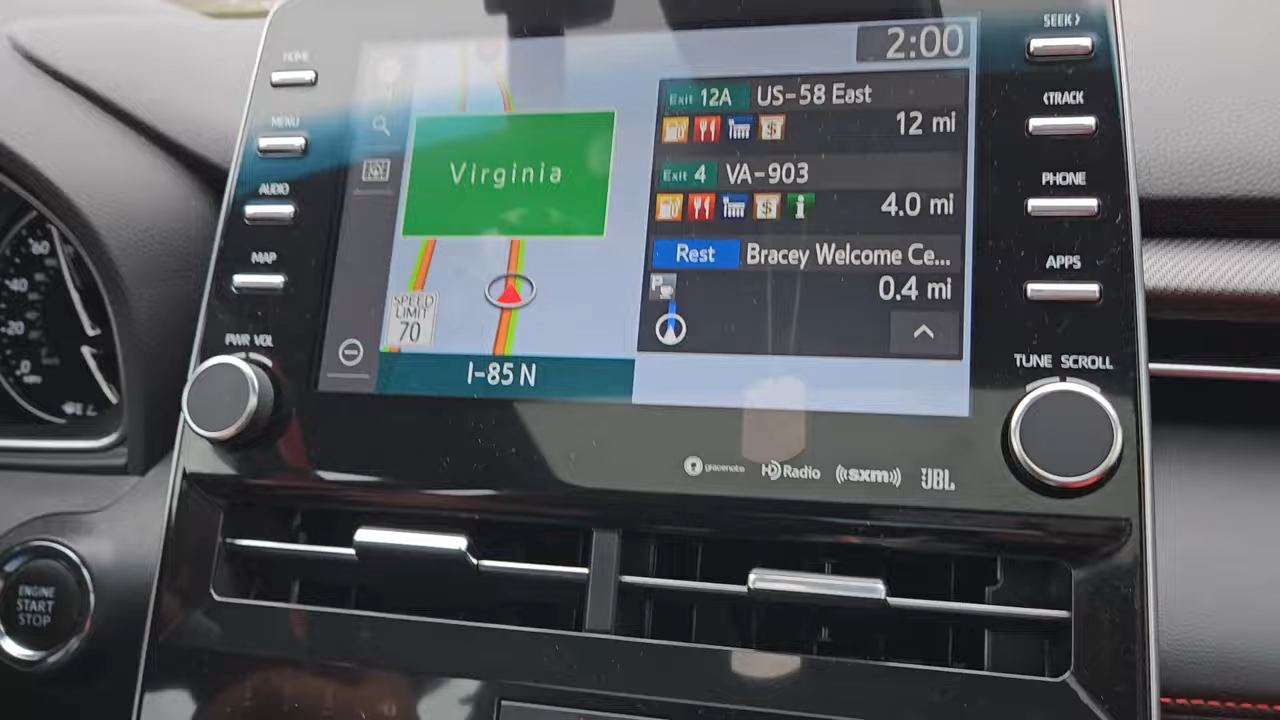 HOME
MENU
AUDIO
MAP
PWR VOL
Virginia
SPEED
LIMIT
70
I-85 N
2:00
Exit 12A US-58 East
12 mi
Exit 4 VA-903
4.0 mi
Rest Bracey Welcome Ce...
0.4 mi
SEEK >
< TRACK
PHONE
APPS
TUNE SCROLL
gracenote
HD Radio
((sxm))
JBL
60
40
20
0
ENGINE
START
STOP